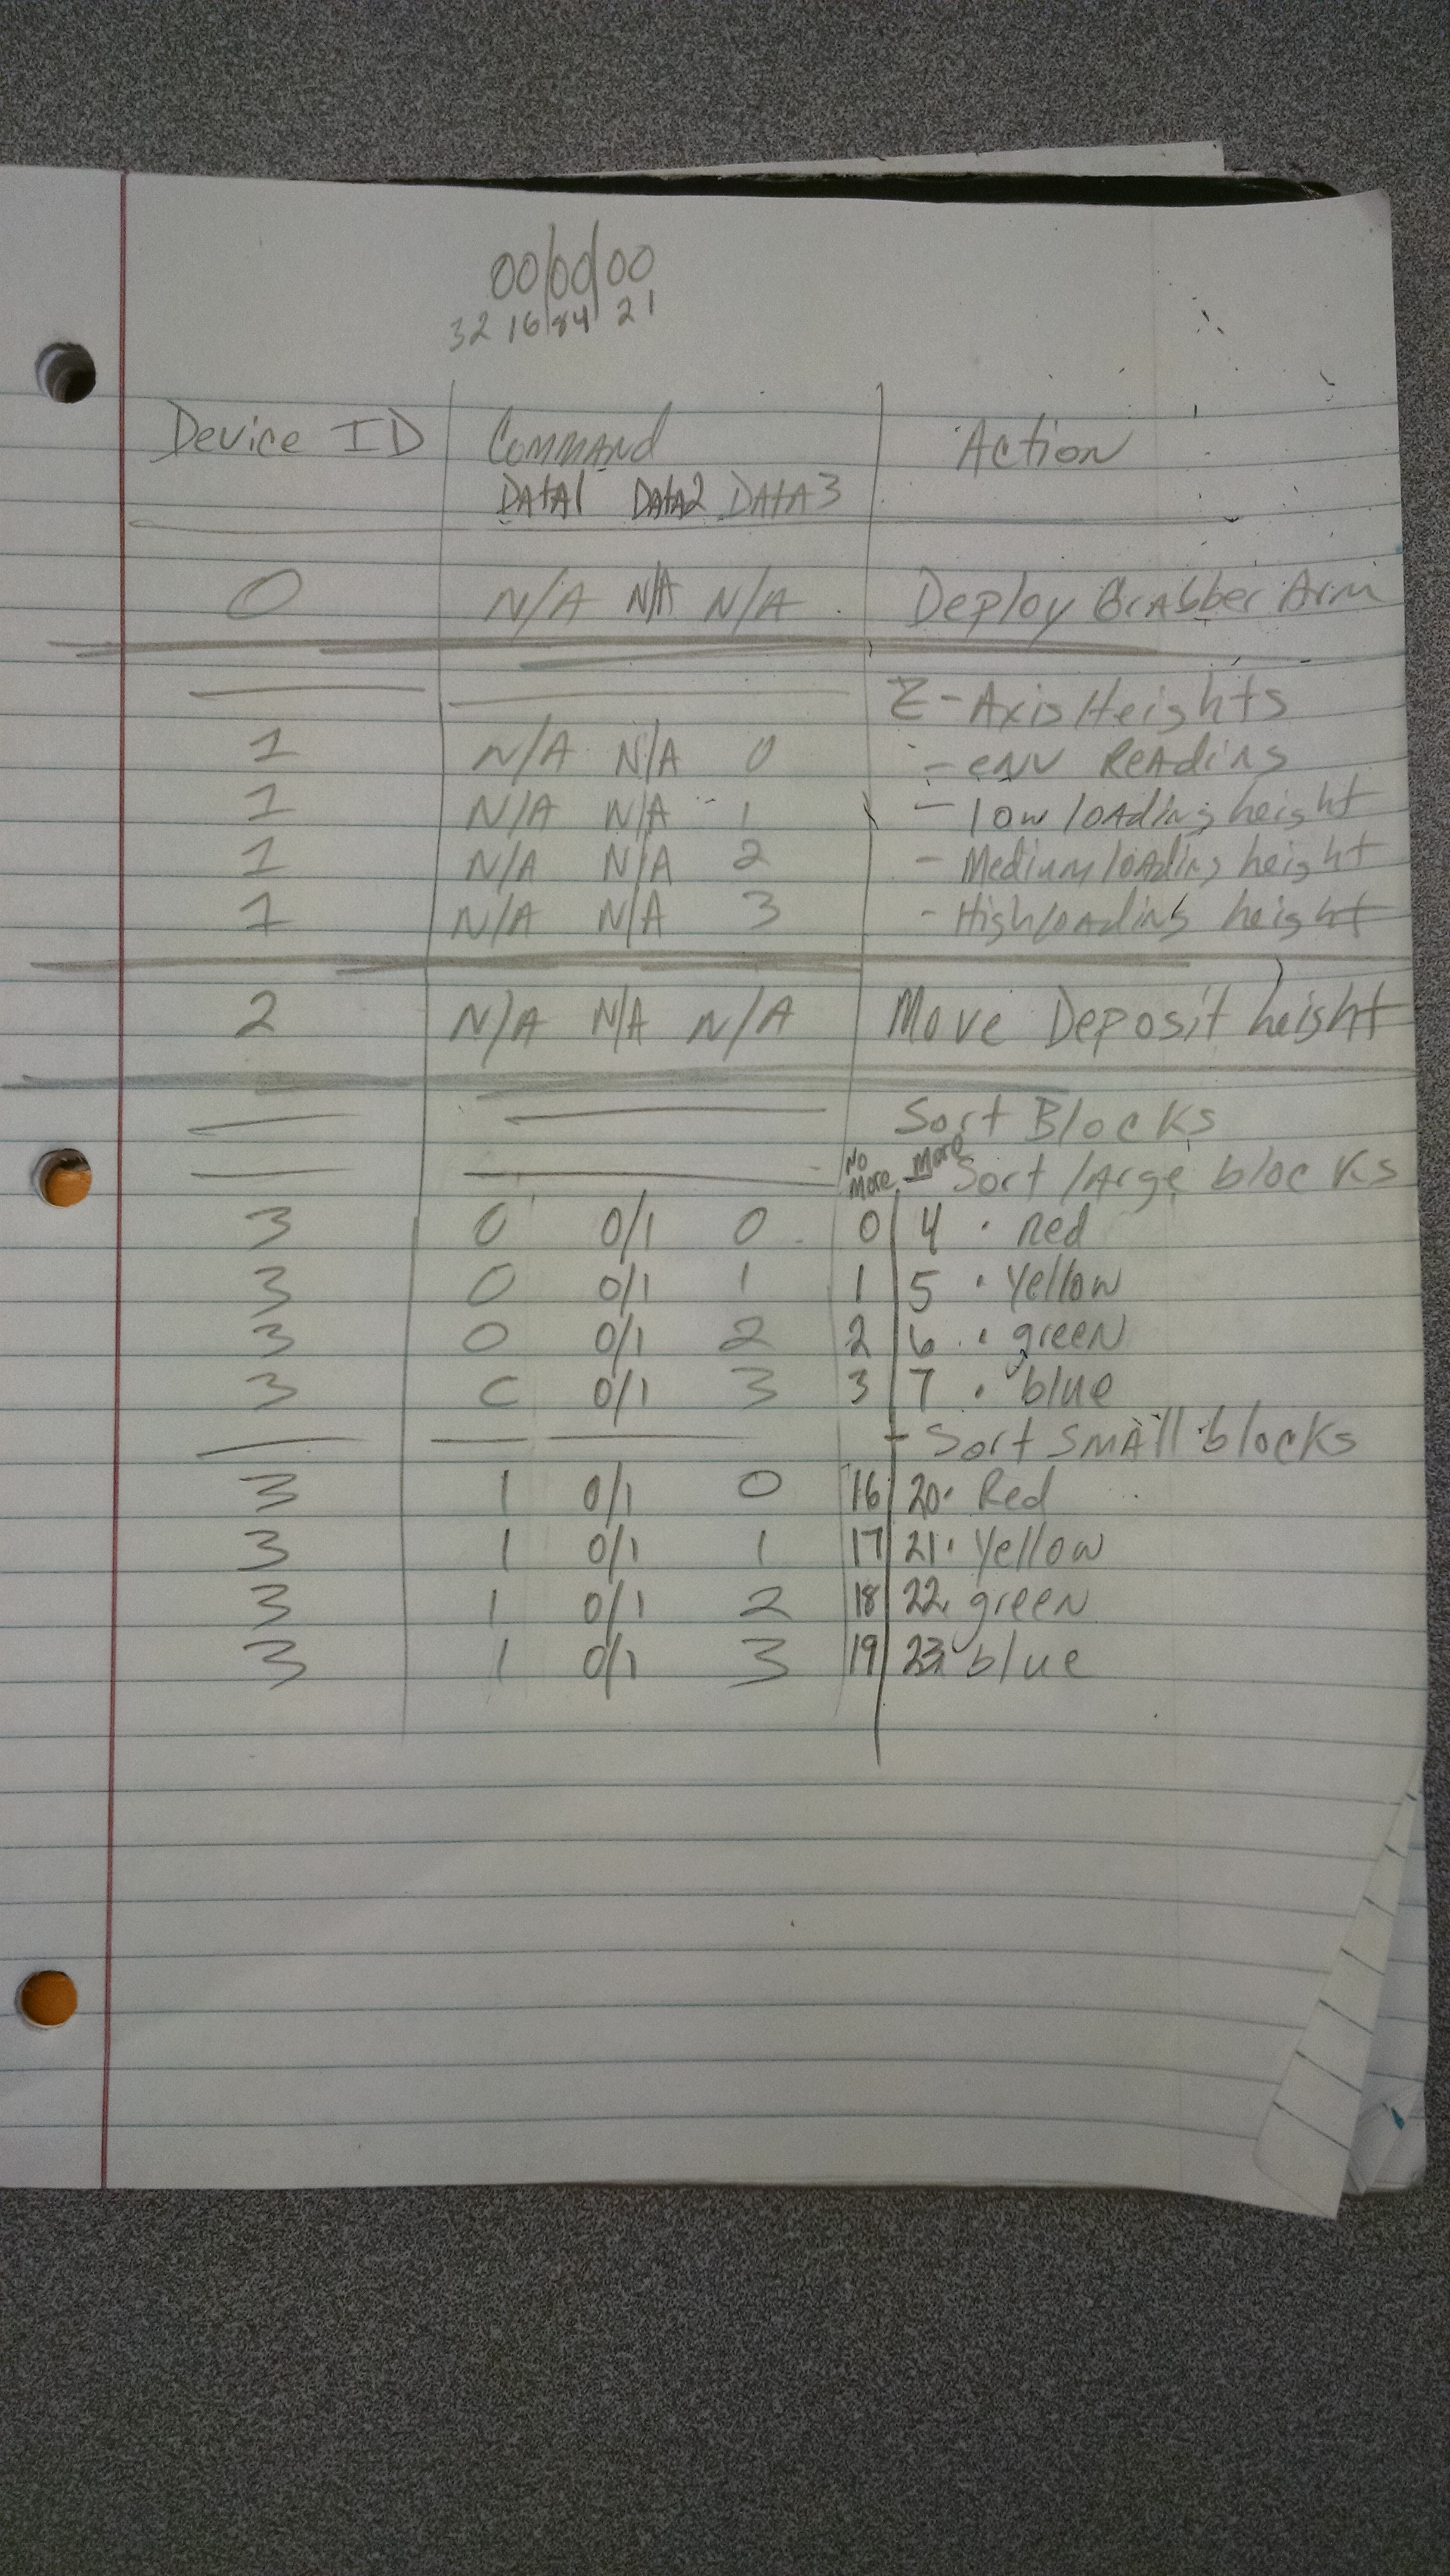 00|00|00
32 16|84| 2 1
Device ID Command Action
DATA1 DATA2 DATA3
0 N/A N/A N/A Deploy Grabber Arm
Z-Axis Heights
1 N/A N/A 0 - env Reading
1 N/A N/A 1 - low loading height
1 N/A N/A 2 - Medium loading height
1 N/A N/A 3 - High loading height
2 N/A N/A N/A Move Deposit height
Sort Blocks
No More More Sort large blocks
3 0 0/1 0 0 4 · red
3 0 0/1 1 1 5 · Yellow
3 0 0/1 2 2 6 · green
3 0 0/1 3 3 7 · blue
- Sort Small blocks
3 1 0/1 0 16 20 · Red
3 1 0/1 1 17 21 · Yellow
3 1 0/1 2 18 22 · green
3 1 0/1 3 19 23 · blue